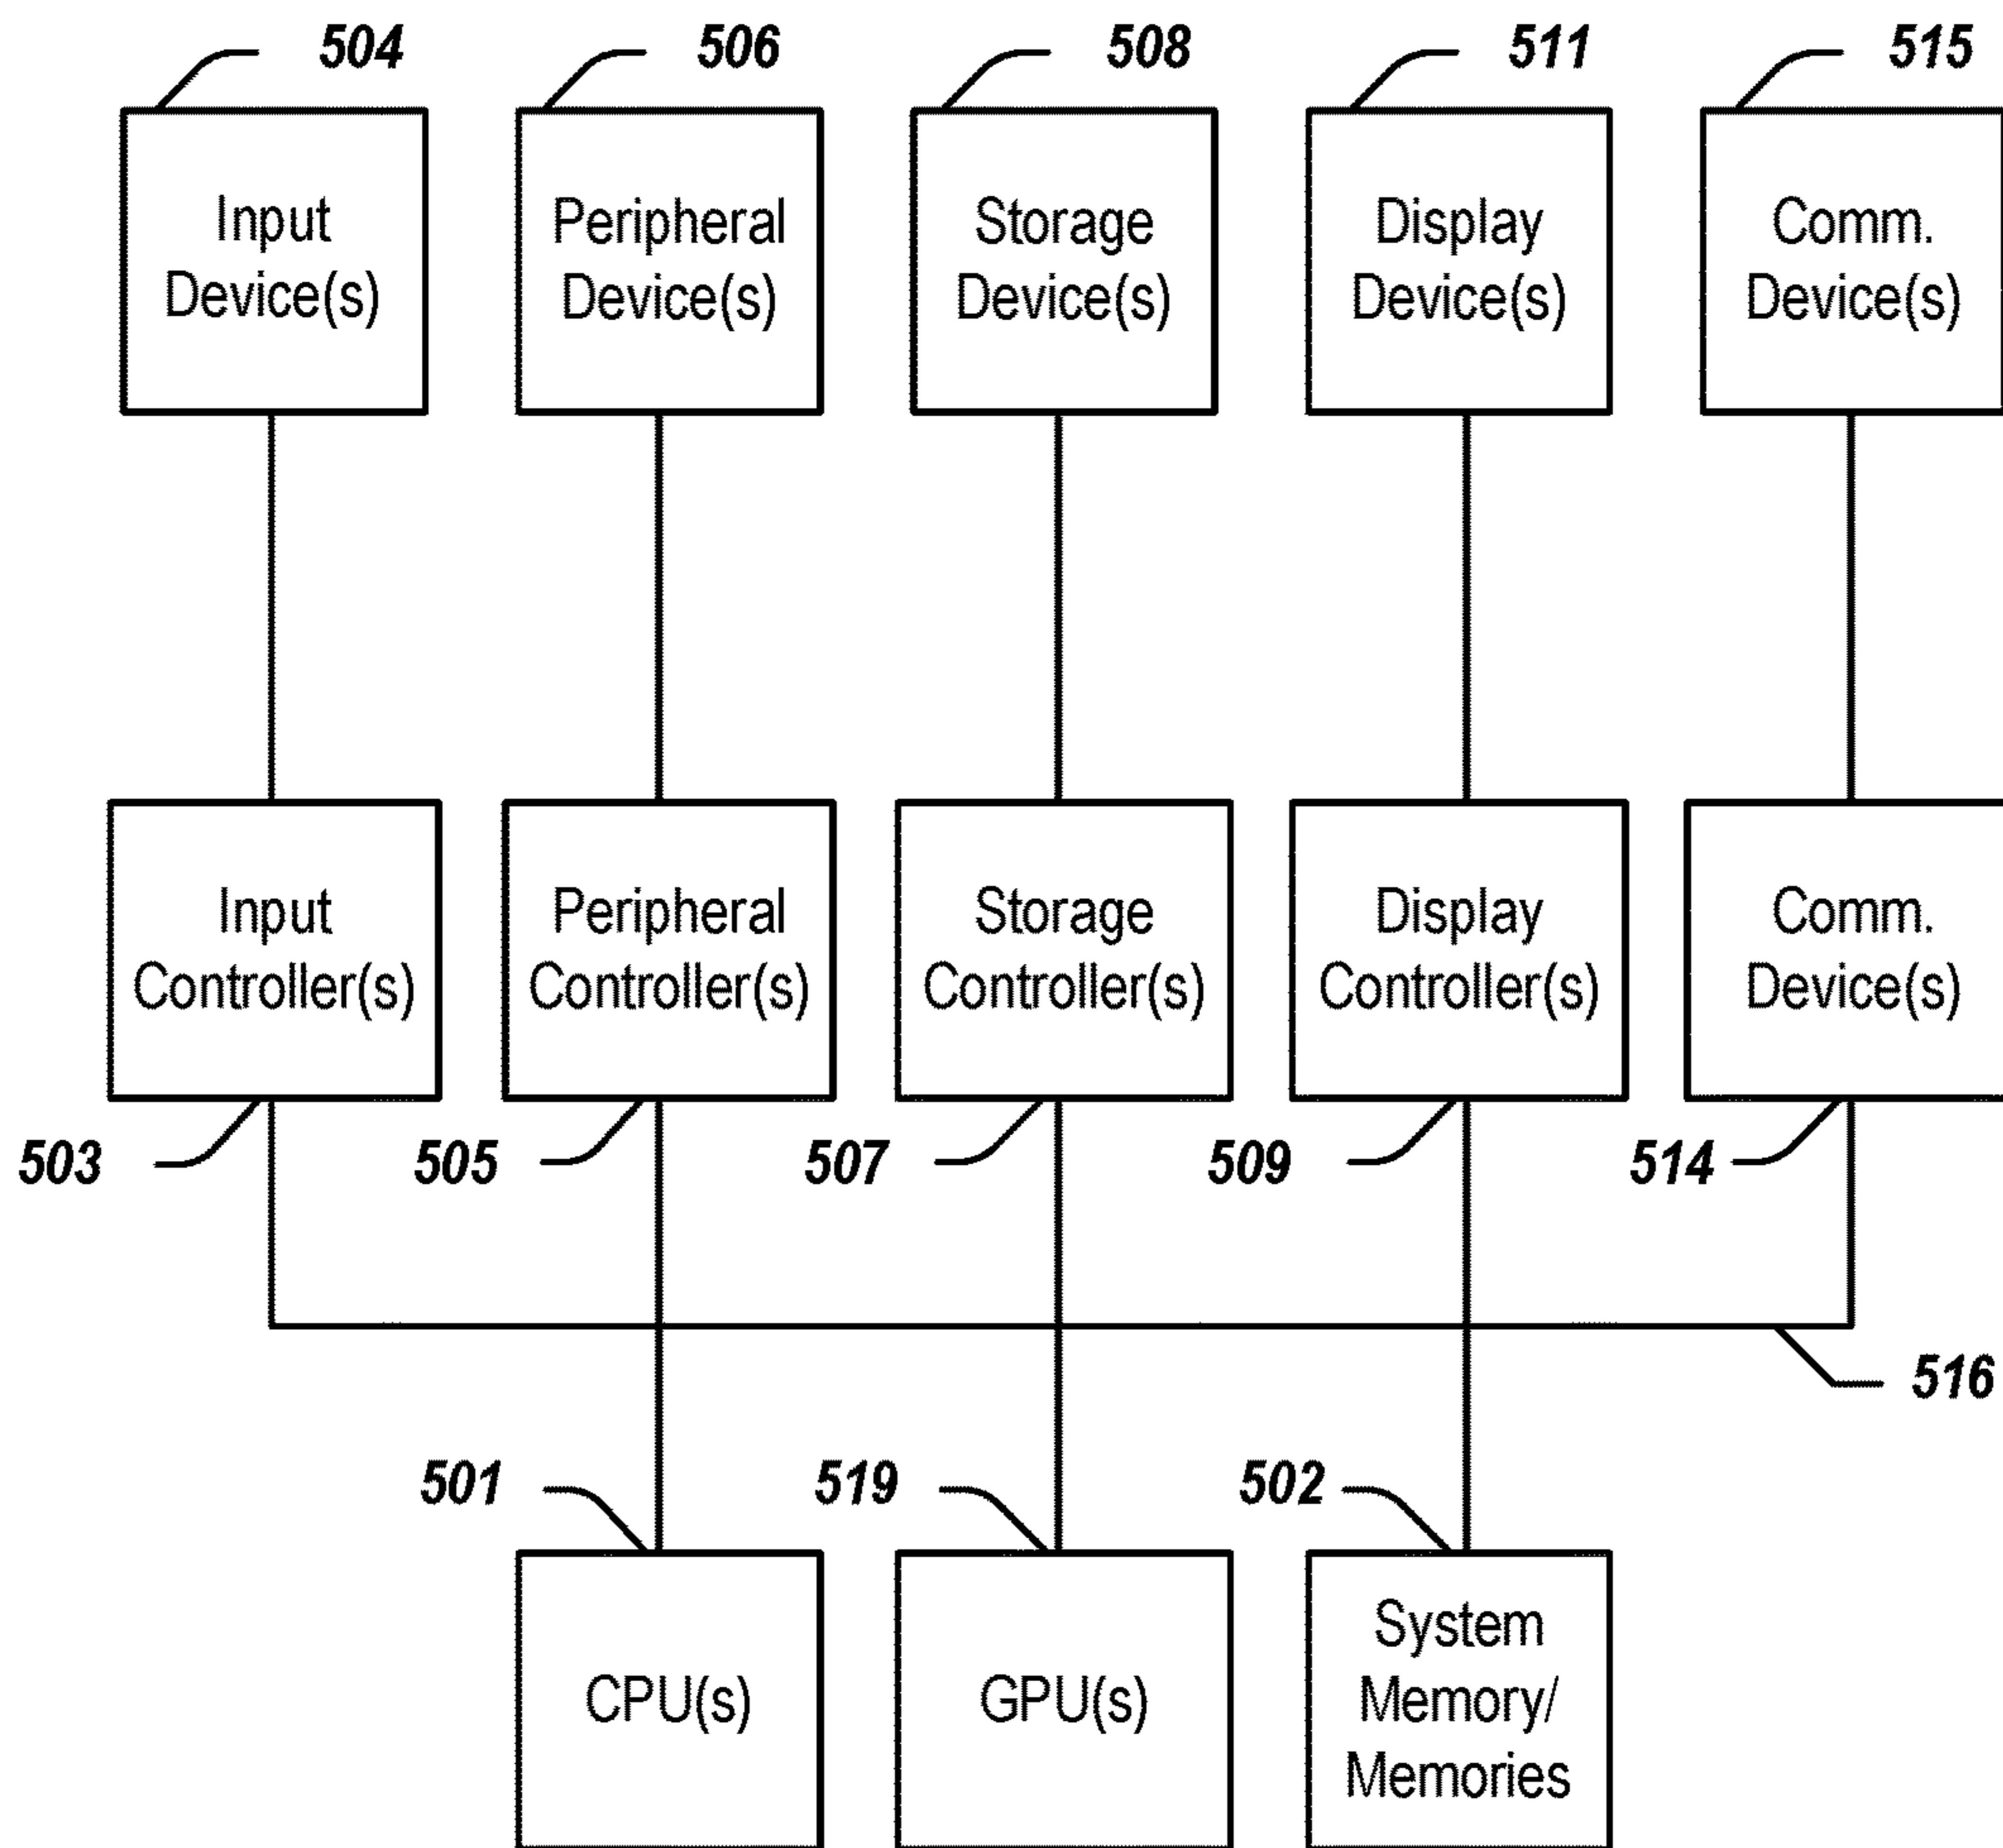 504
506
508
511
515
Input
Device(s)
Peripheral
Device(s)
Storage
Device(s)
Display
Device(s)
Comm.
Device(s)
Input
Controller(s)
Peripheral
Controller(s)
Storage
Controller(s)
Display
Controller(s)
Comm.
Device(s)
503
505
507
509
514
516
501
519
502
CPU(s)
GPU(s)
System
Memory/
Memories